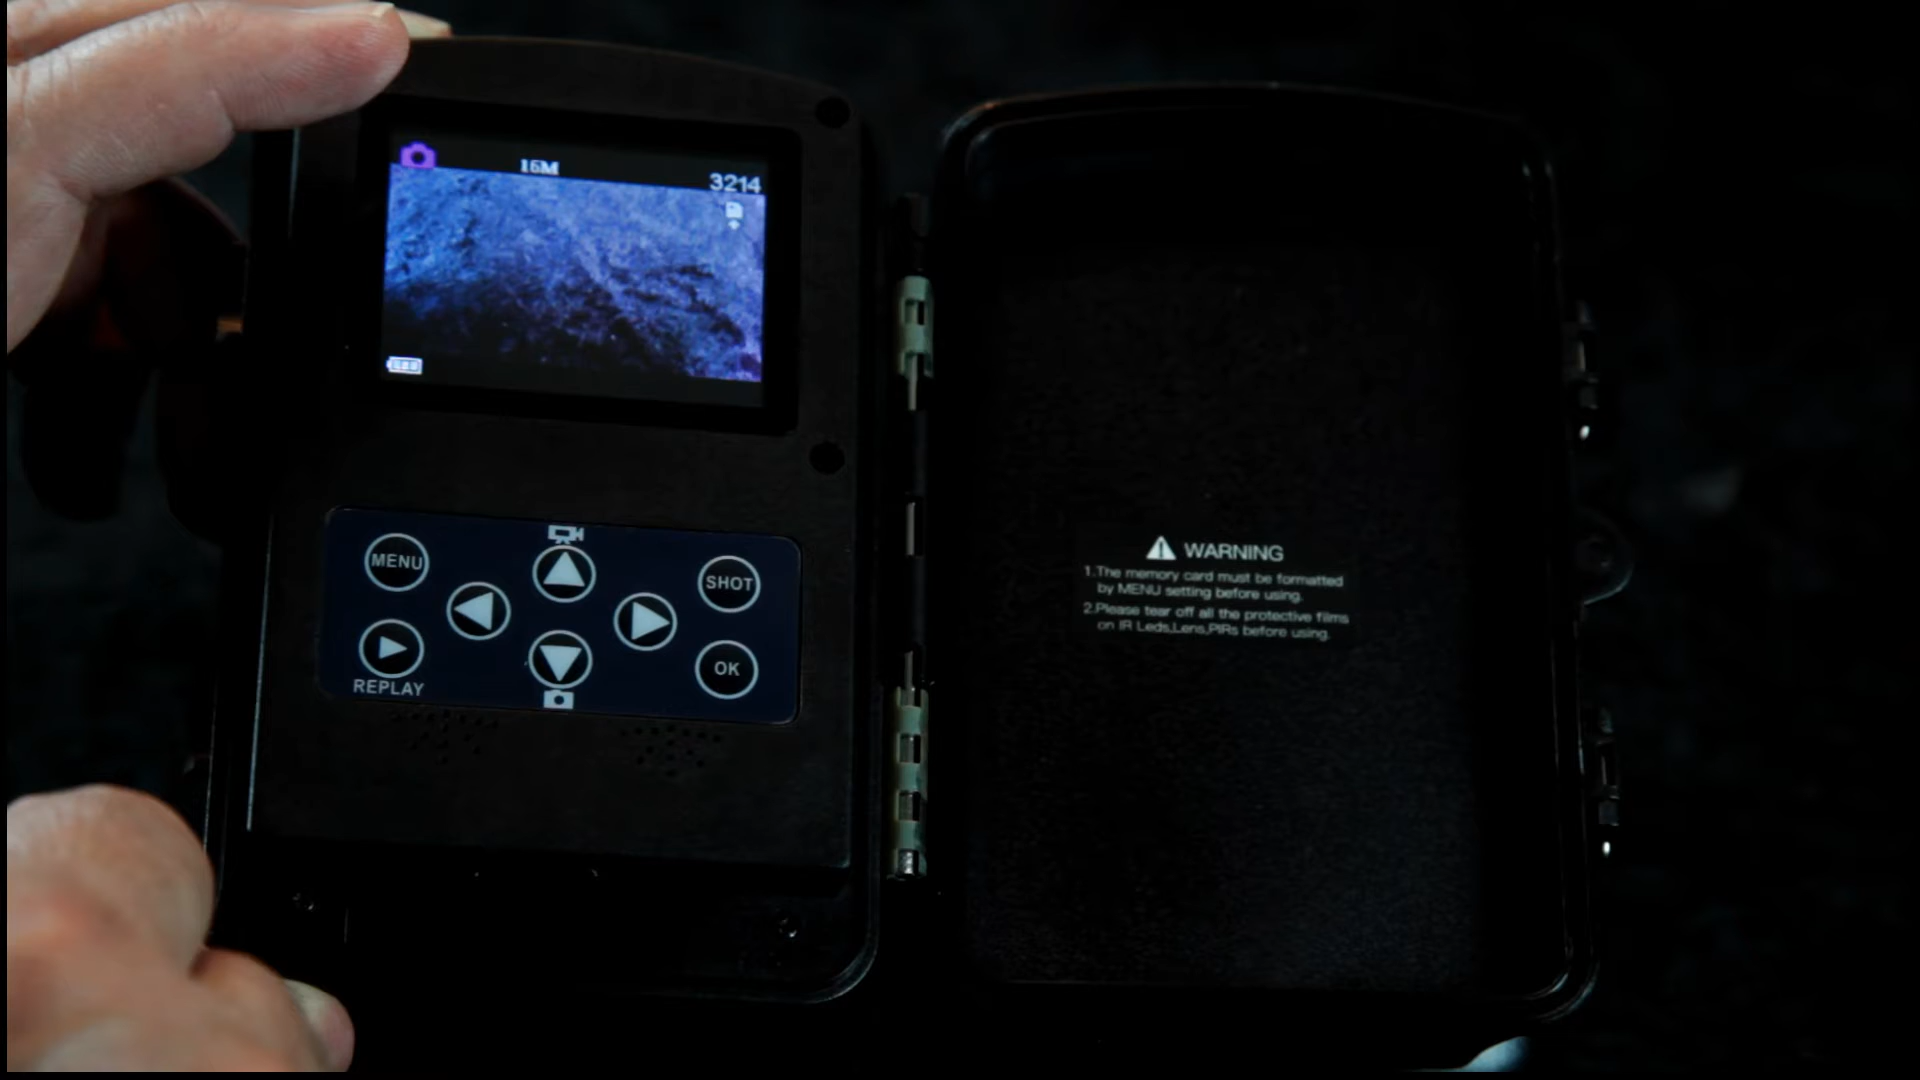 16M
3214
MENU
SHOT
OK
REPLAY
WARNING
1.The memory card must be formatted
by MENU setting before using.
2.Please tear off all the protective films
on IR Leds,Lens,PIRs before using.